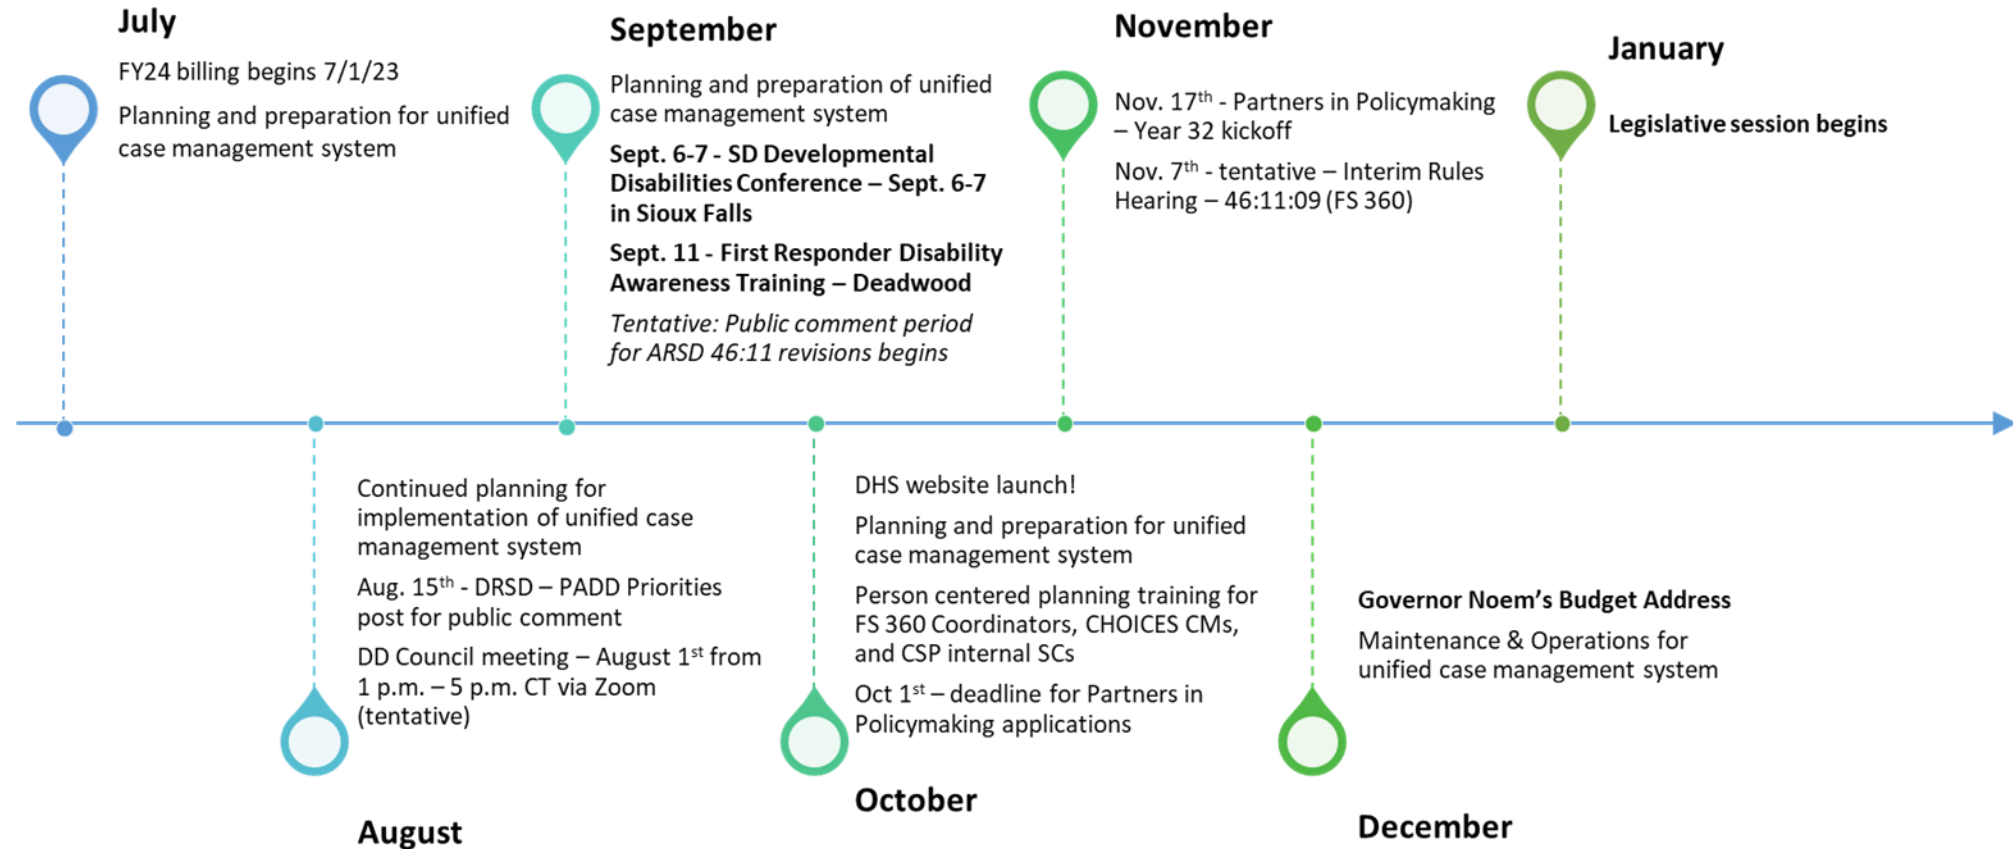 July
FY24 billing begins 7/1/23
Planning and preparation for unified
case management system
September
Planning and preparation of unified
case management system
Sept. 6-7 - SD Developmental
Disabilities Conference – Sept. 6-7
in Sioux Falls
Sept. 11 - First Responder Disability
Awareness Training – Deadwood
Tentative: Public comment period
for ARSD 46:11 revisions begins
November
Nov. 17th - Partners in Policymaking
– Year 32 kickoff
Nov. 7th - tentative – Interim Rules
Hearing – 46:11:09 (FS 360)
January
Legislative session begins
Continued planning for
implementation of unified case
management system
Aug. 15th - DRSD – PADD Priorities
post for public comment
DD Council meeting – August 1st from
1 p.m. – 5 p.m. CT via Zoom
(tentative)
August
DHS website launch!
Planning and preparation for unified
case management system
Person centered planning training for
FS 360 Coordinators, CHOICES CMs,
and CSP internal SCs
Oct 1st – deadline for Partners in
Policymaking applications
October
Governor Noem’s Budget Address
Maintenance & Operations for
unified case management system
December